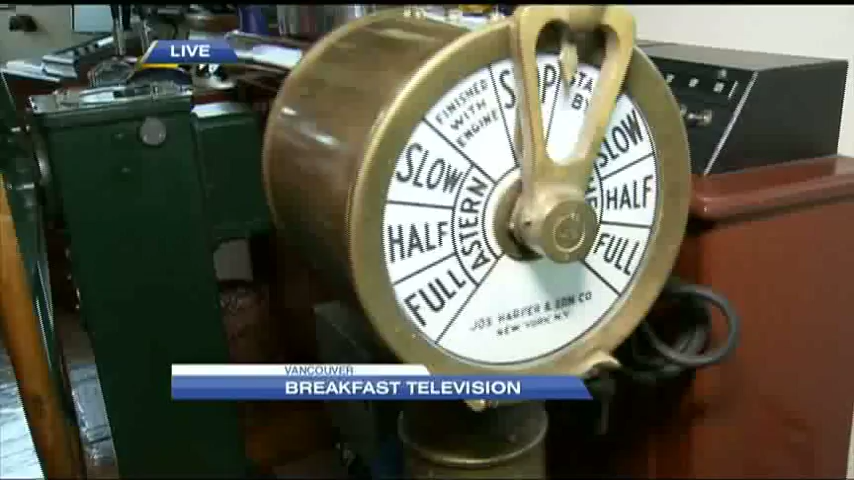 LIVE
FINISHED
WITH
ENGINE
STOP
BY
SLOW
SLOW
HALF
HALF
FULL
FULL
ASTERN
JOS HARPER & SON CO
NEW YORK. N.Y.
VANCOUVER
BREAKFAST TELEVISION